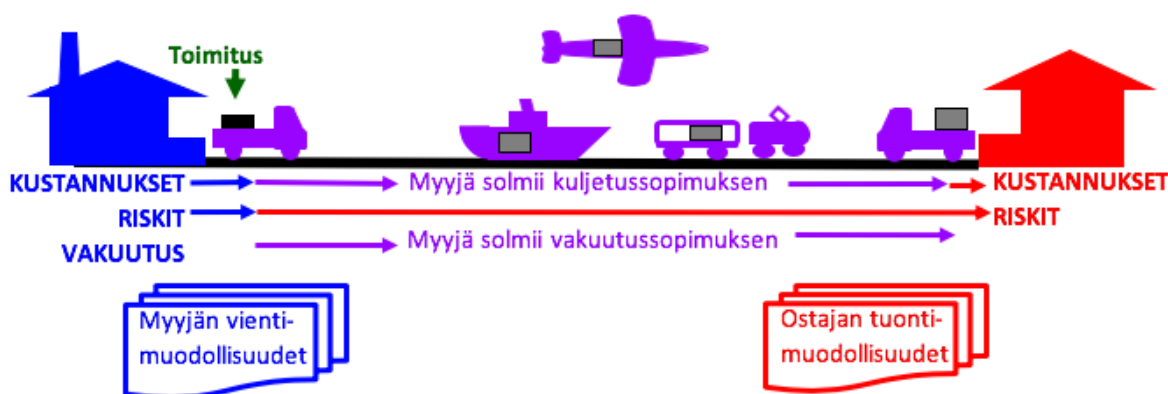 Toimitus
KUSTANNUKSET Myyjä solmii kuljetussopimuksen KUSTANNUKSET
RISKIT RISKIT
VAKUUTUS Myyjä solmii vakuutussopimuksen
Myyjän vienti-
muodollisuudet
Ostajan tuonti-
muodollisuudet